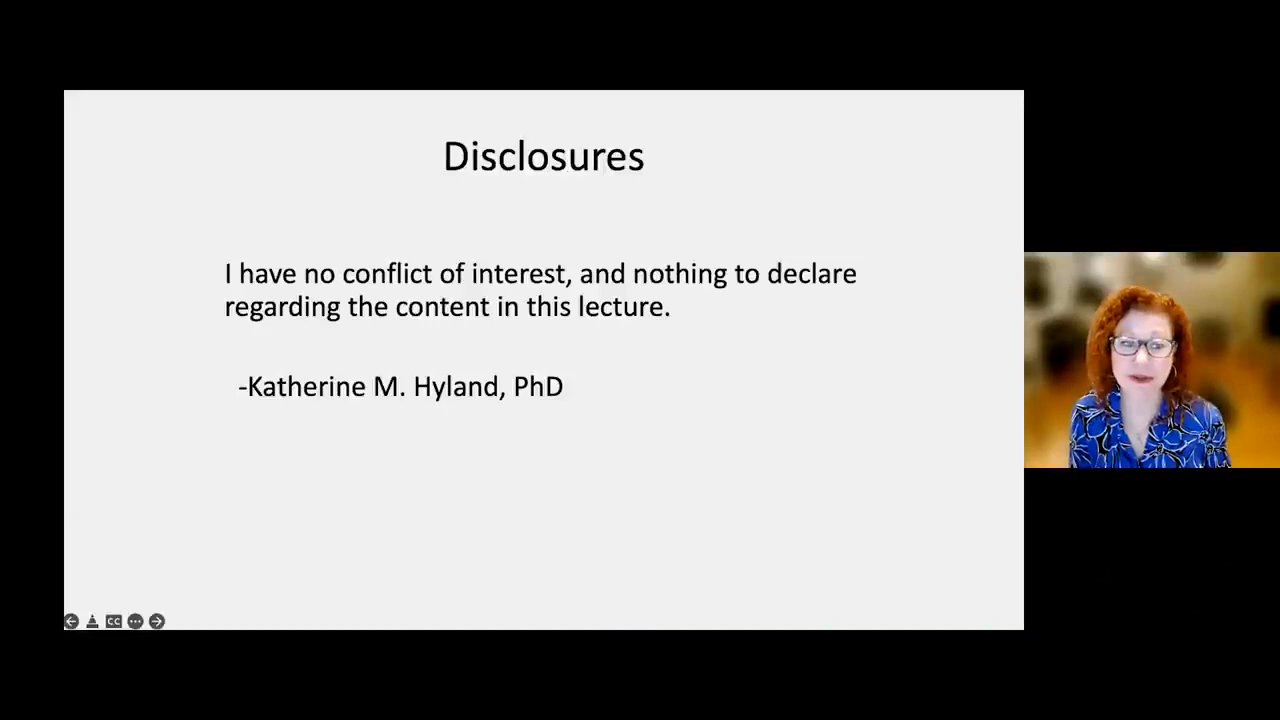 Disclosures
I have no conflict of interest, and nothing to declare
regarding the content in this lecture.
-Katherine M. Hyland, PhD
CC